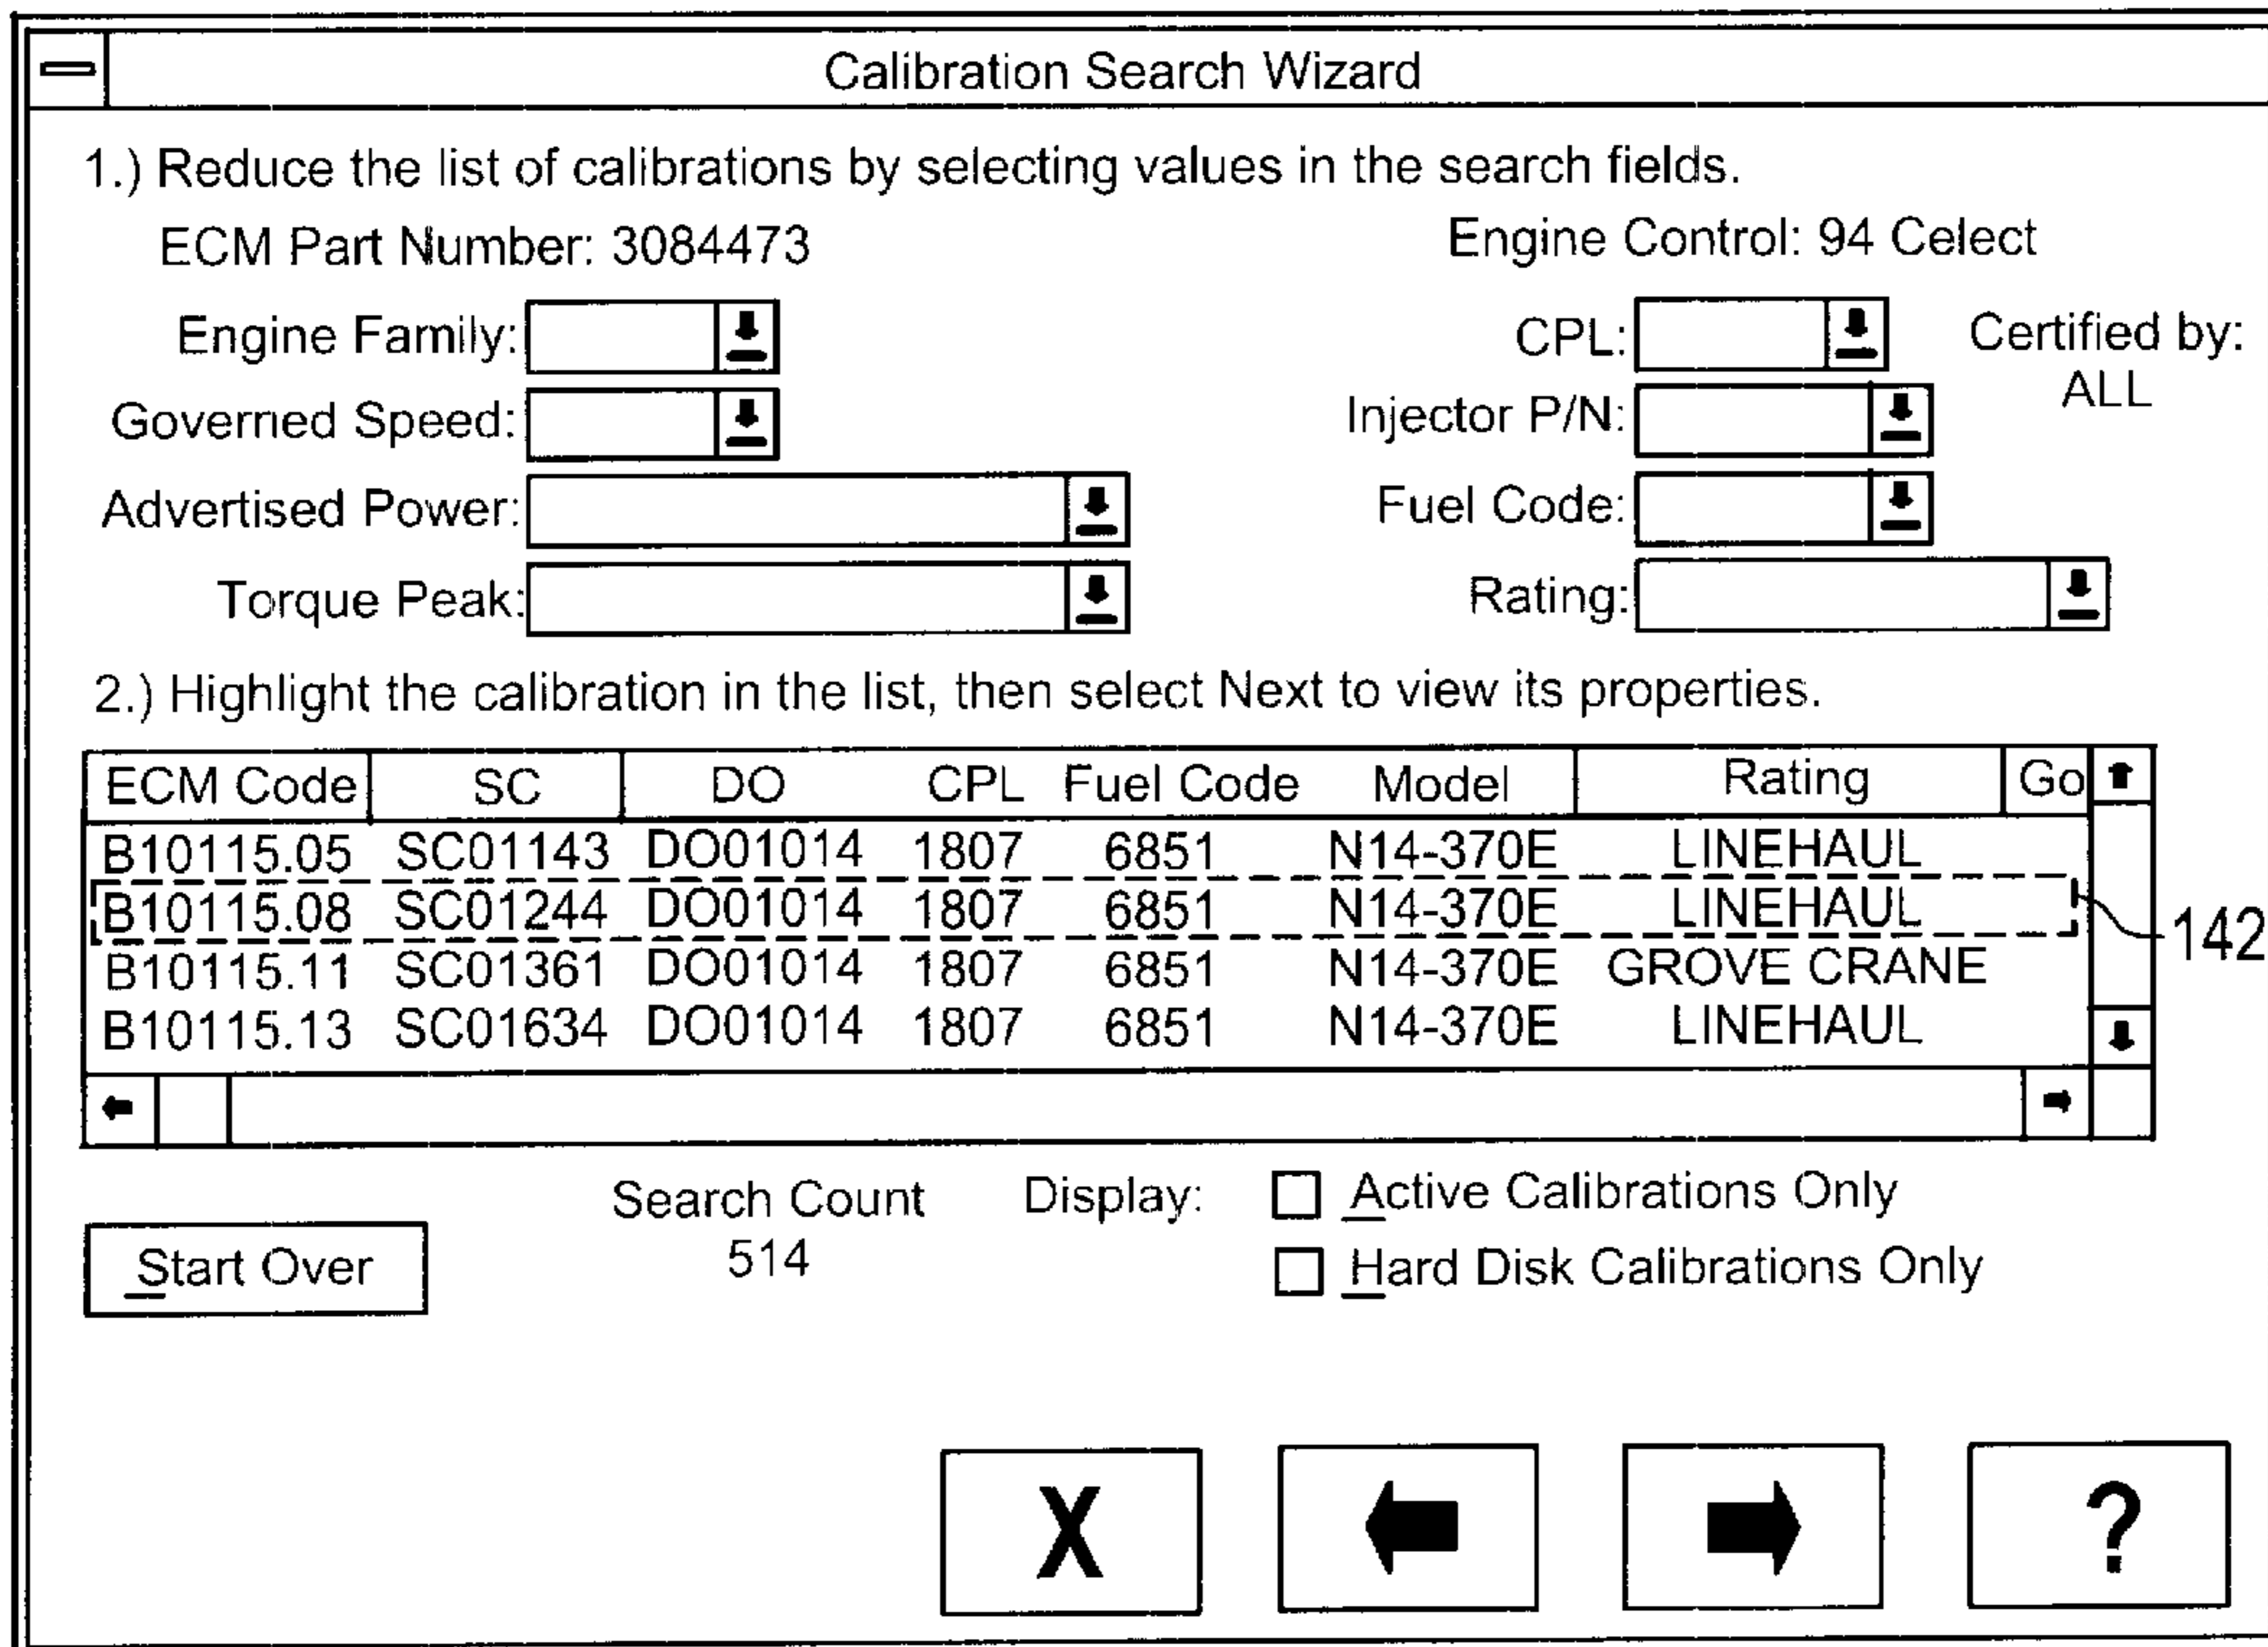 Calibration Search Wizard
1.) Reduce the list of calibrations by selecting values in the search fields.
ECM Part Number: 3084473 Engine Control: 94 Celect
Engine Family: CPL: Certified by:
Governed Speed: Injector P/N: ALL
Advertised Power: Fuel Code:
Torque Peak: Rating:
2.) Highlight the calibration in the list, then select Next to view its properties.
ECM Code SC DO CPL Fuel Code Model Rating Go
B10115.05 SC01143 DO01014 1807 6851 N14-370E LINEHAUL
B10115.08 SC01244 DO01014 1807 6851 N14-370E LINEHAUL 142
B10115.11 SC01361 DO01014 1807 6851 N14-370E GROVE CRANE
B10115.13 SC01634 DO01014 1807 6851 N14-370E LINEHAUL
Search Count Display: Active Calibrations Only
Start Over 514 Hard Disk Calibrations Only
X ?